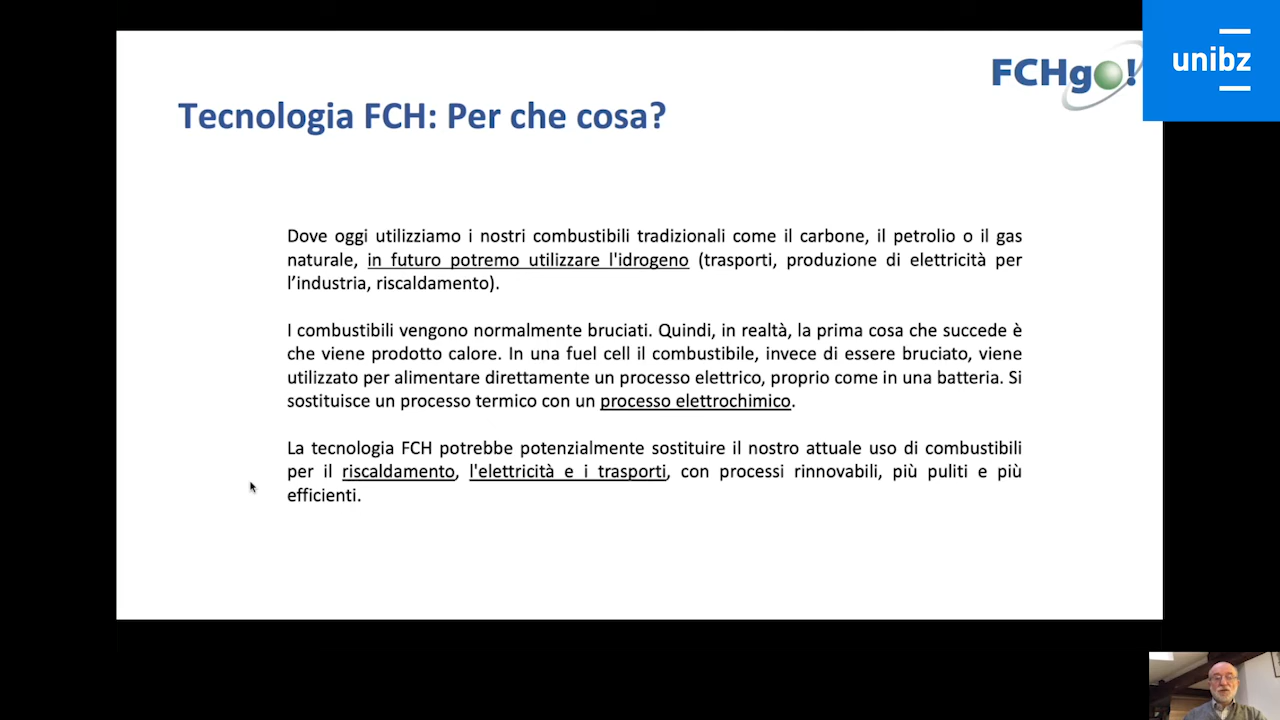 FCHgo!
unibz
Tecnologia FCH: Per che cosa?
Dove oggi utilizziamo i nostri combustibili tradizionali come il carbone, il petrolio o il gas
naturale, in futuro potremo utilizzare l'idrogeno (trasporti, produzione di elettricità per
l’industria, riscaldamento).
I combustibili vengono normalmente bruciati. Quindi, in realtà, la prima cosa che succede è
che viene prodotto calore. In una fuel cell il combustibile, invece di essere bruciato, viene
utilizzato per alimentare direttamente un processo elettrico, proprio come in una batteria. Si
sostituisce un processo termico con un processo elettrochimico.
La tecnologia FCH potrebbe potenzialmente sostituire il nostro attuale uso di combustibili
per il riscaldamento, l'elettricità e i trasporti, con processi rinnovabili, più puliti e più
efficienti.